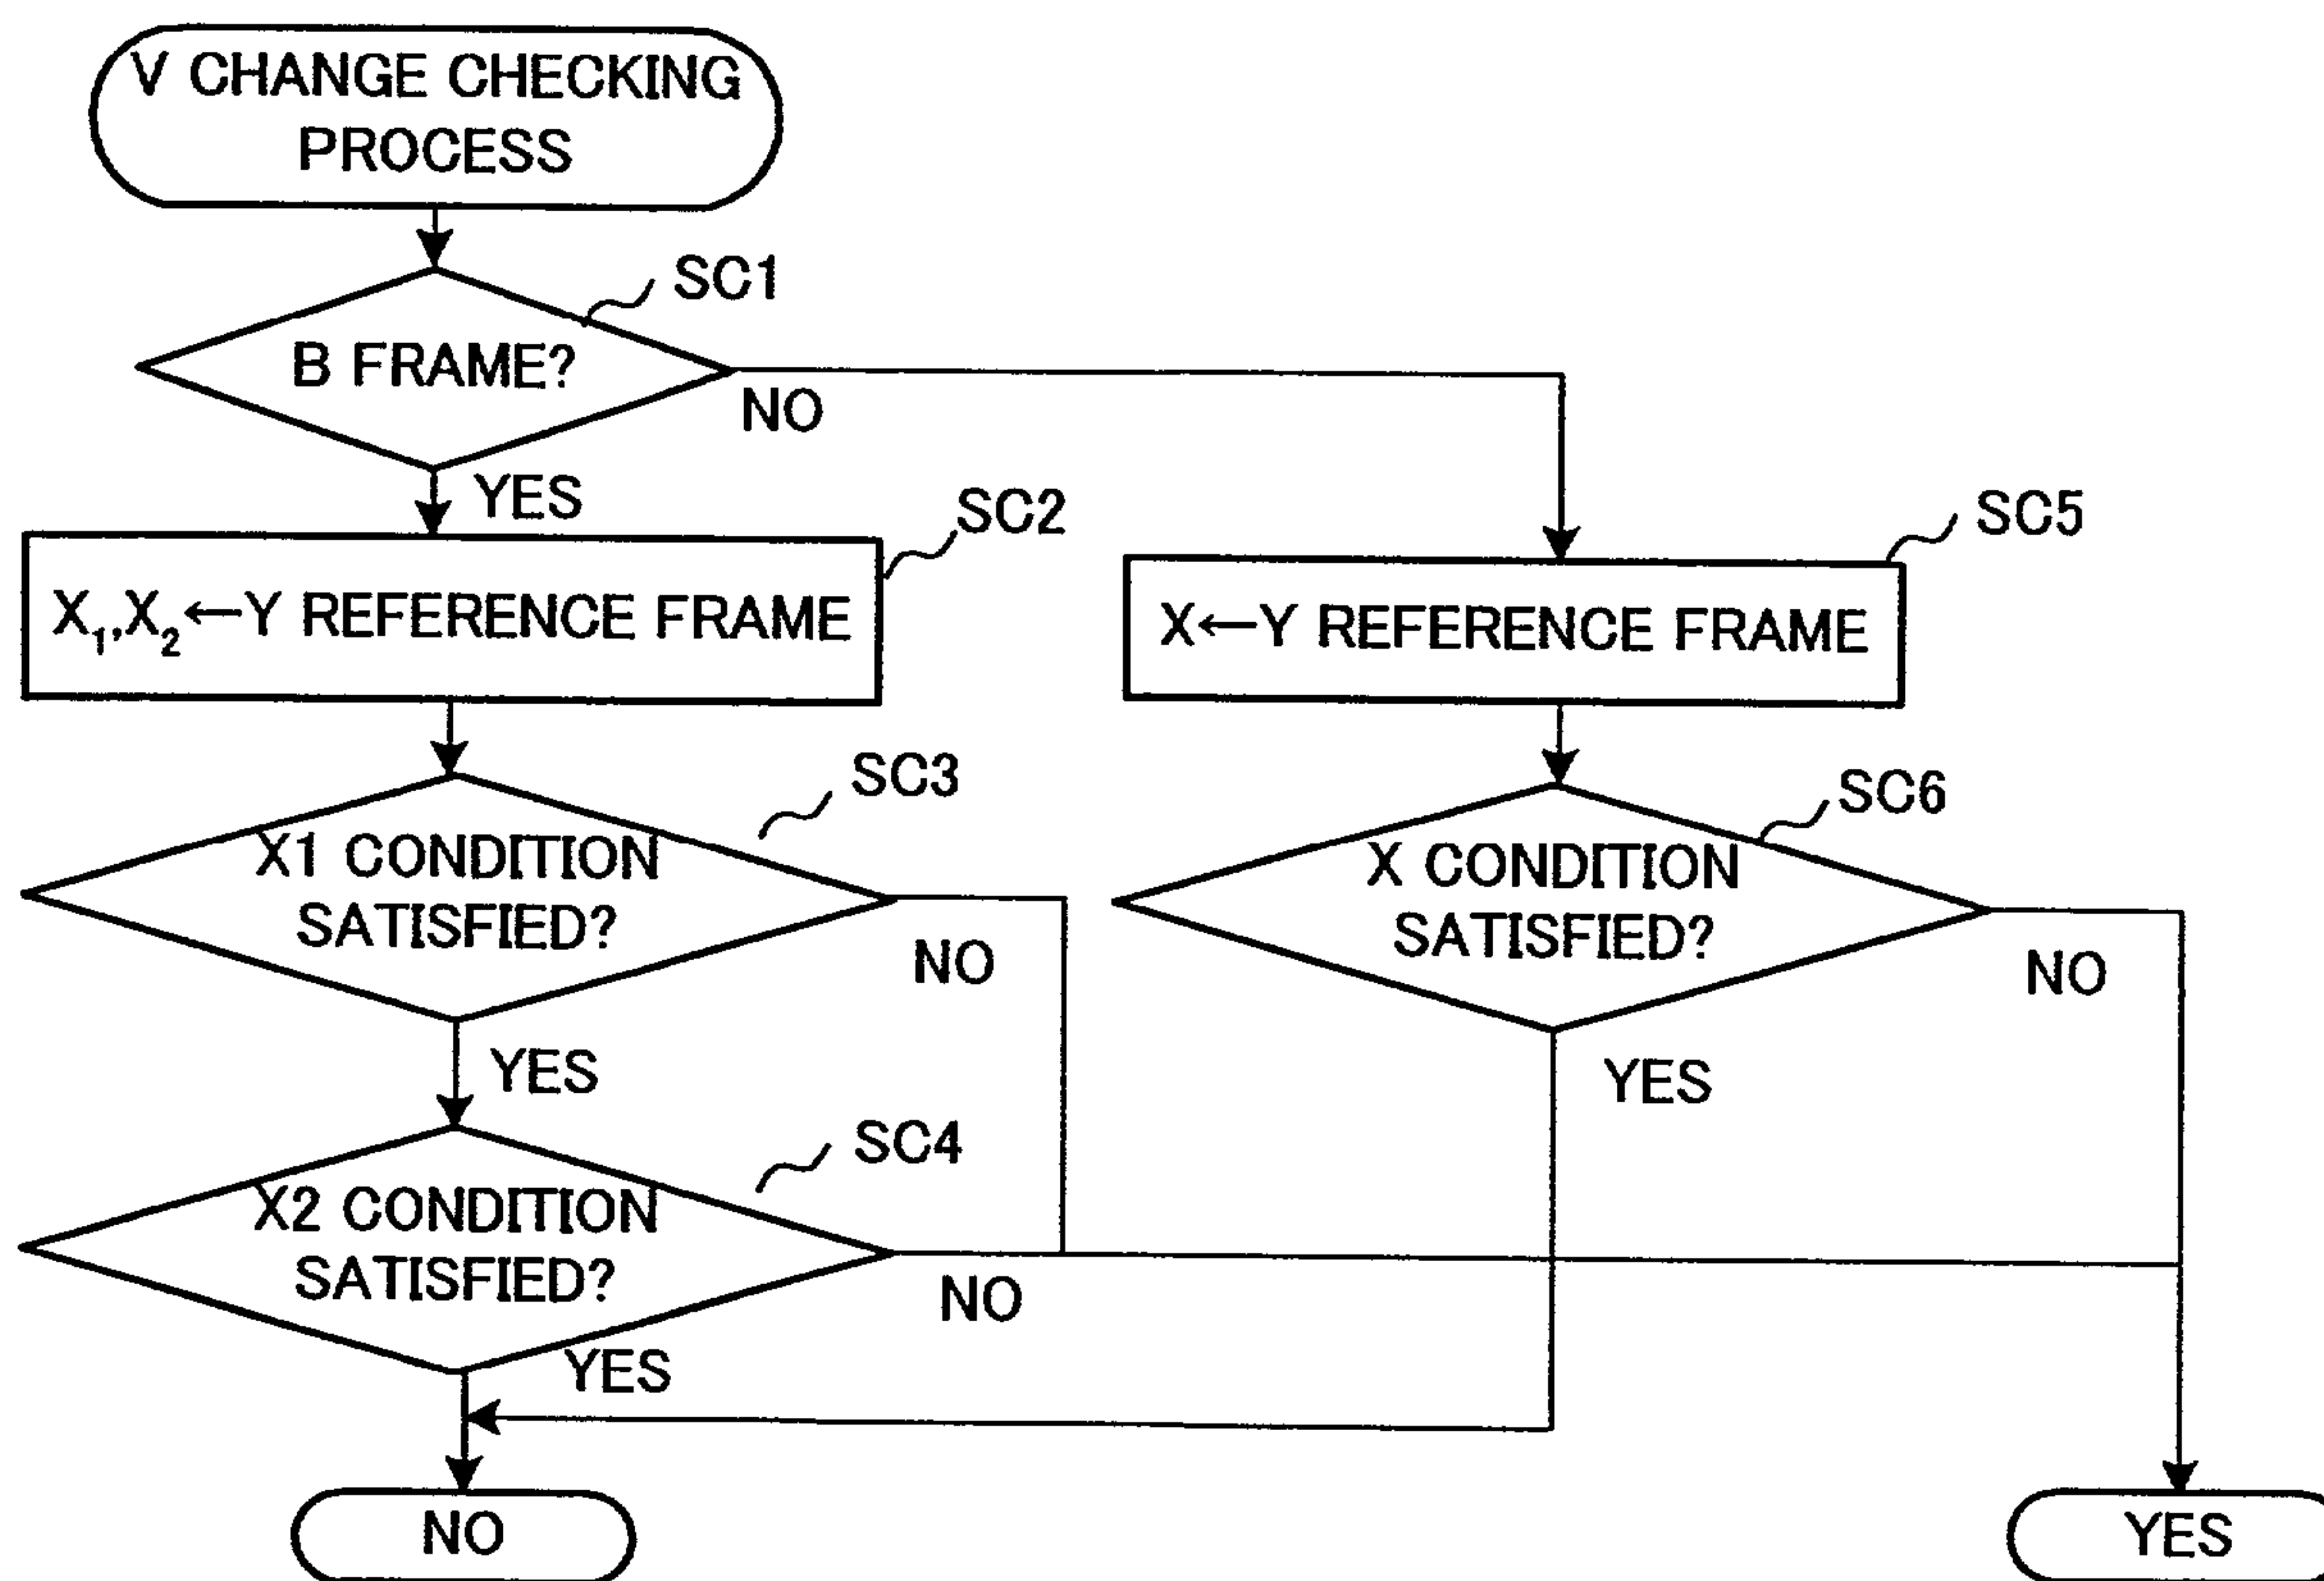 V CHANGE CHECKING
PROCESS
SC1
B FRAME?
NO
YES
SC2
X₁,X₂←Y REFERENCE FRAME
SC5
X←Y REFERENCE FRAME
SC3
X1 CONDITION
SATISFIED?
NO
YES
SC6
X CONDITION
SATISFIED?
NO
YES
SC4
X2 CONDITION
SATISFIED?
NO
YES
NO
YES